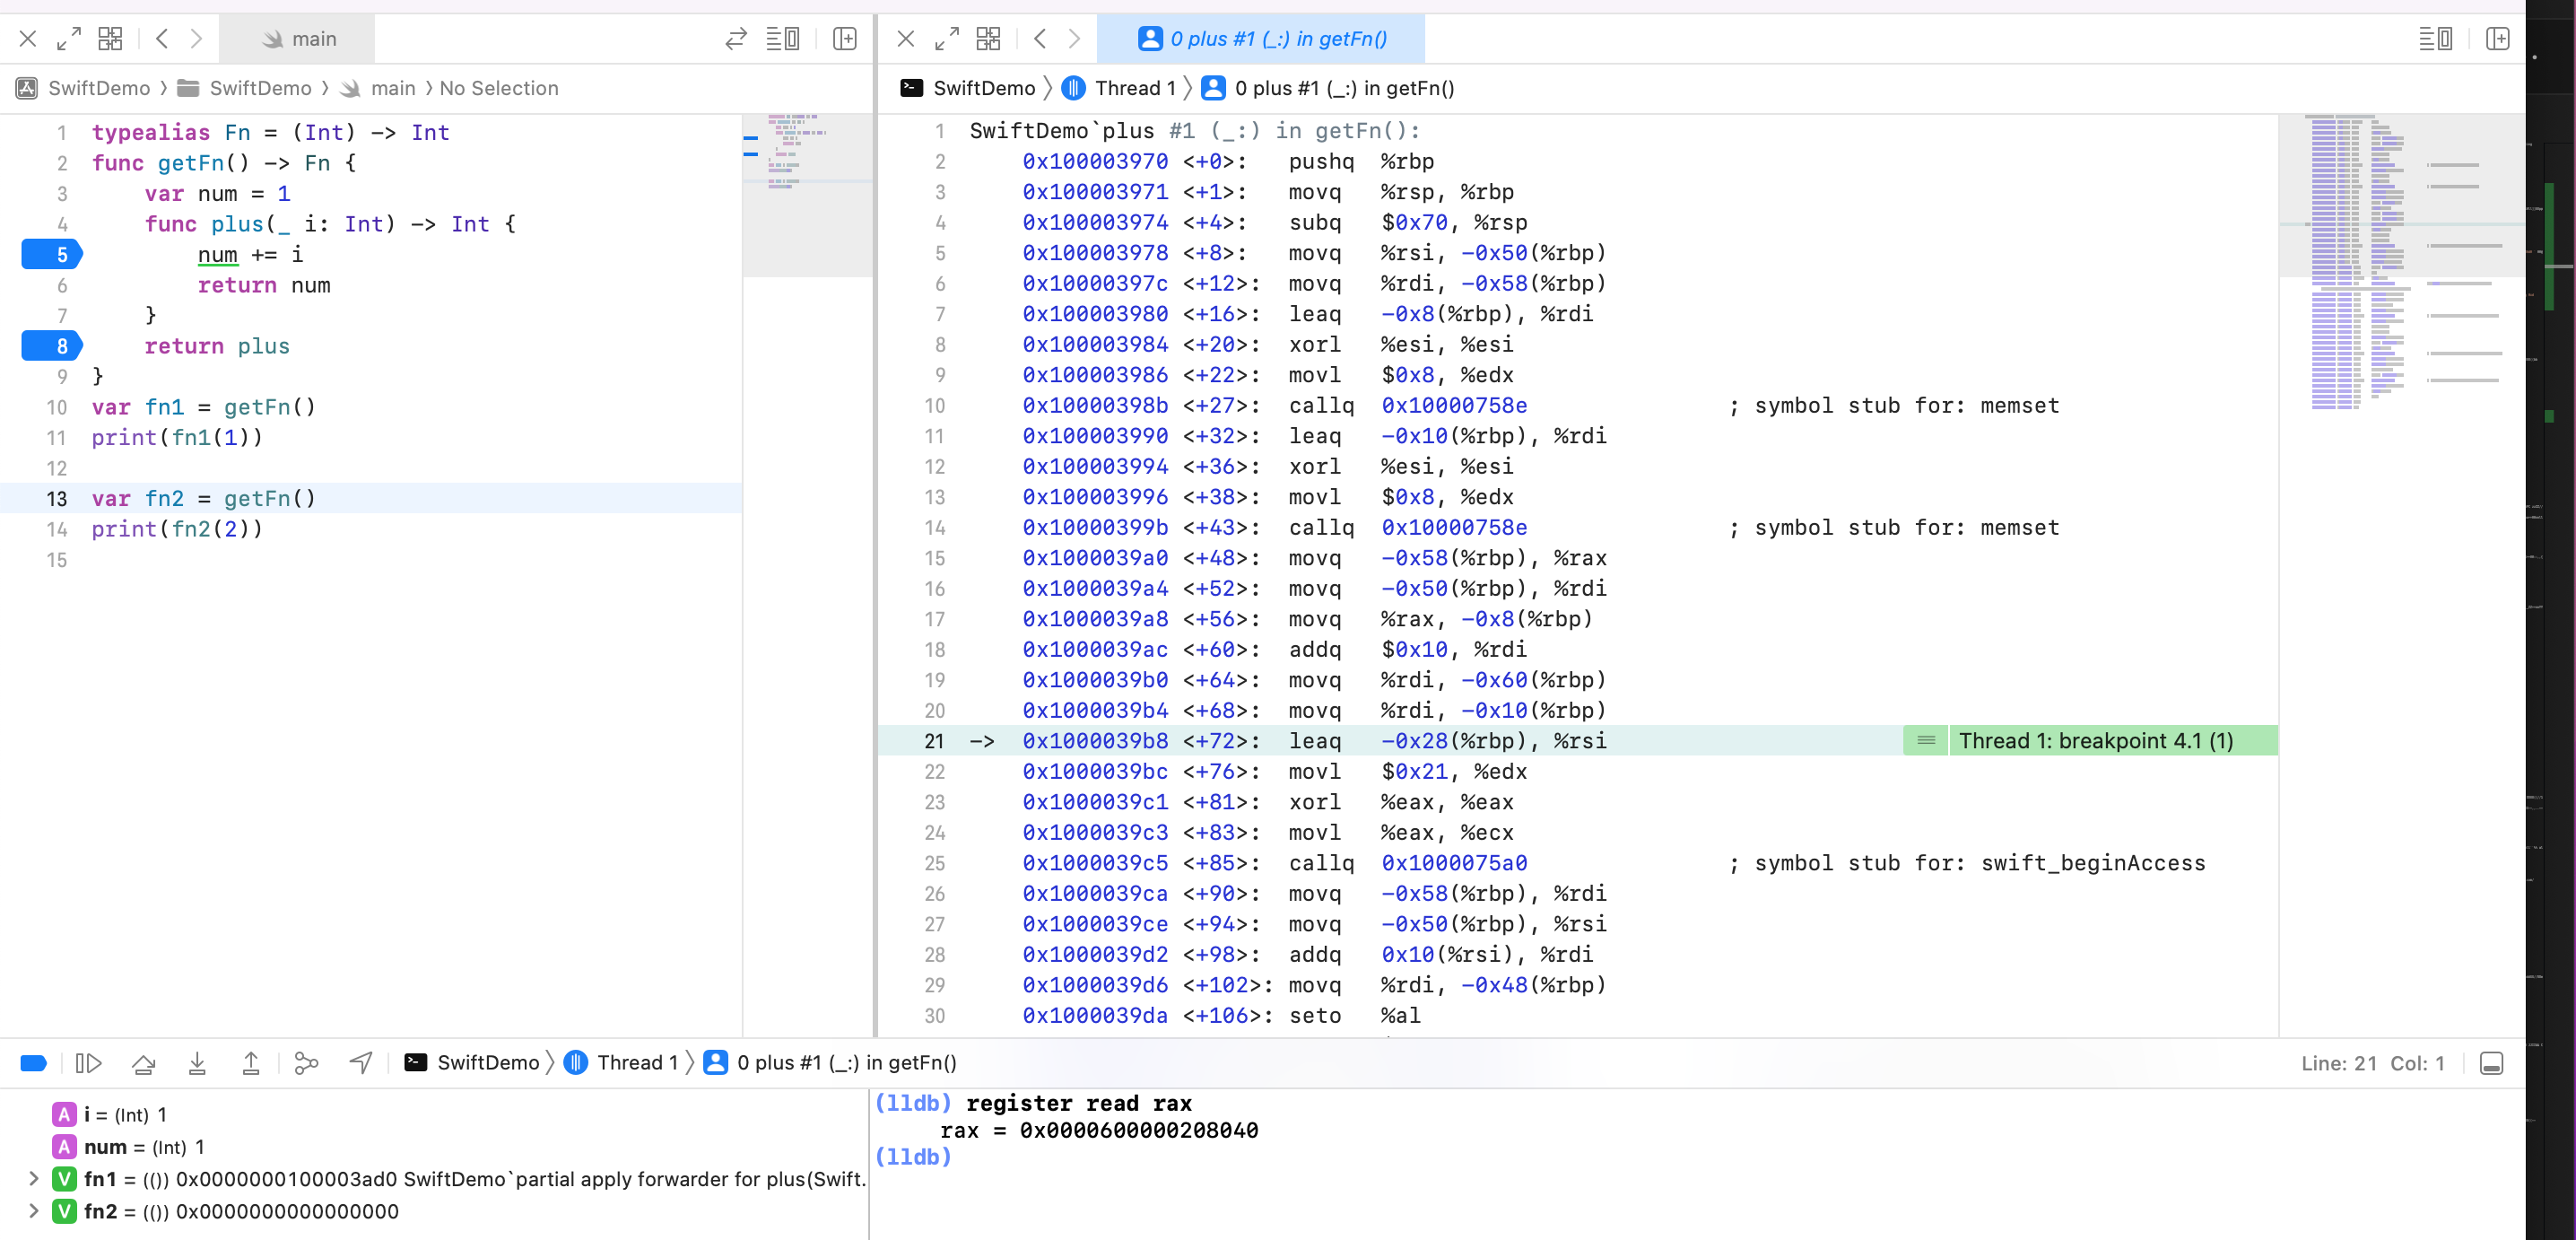 main
SwiftDemo 〉 SwiftDemo 〉 main 〉 No Selection
1 typealias Fn = (Int) -> Int
2 func getFn() -> Fn {
3 var num = 1
4 func plus(_ i: Int) -> Int {
5 num += i
6 return num
7 }
8 return plus
9 }
10 var fn1 = getFn()
11 print(fn1(1))
12
13 var fn2 = getFn()
14 print(fn2(2))
15
0 plus #1 (_:) in getFn()
SwiftDemo 〉 Thread 1 〉 0 plus #1 (_:) in getFn()
1 SwiftDemo`plus #1 (_:) in getFn():
2 0x100003970 <+0>: pushq %rbp
3 0x100003971 <+1>: movq %rsp, %rbp
4 0x100003974 <+4>: subq $0x70, %rsp
5 0x100003978 <+8>: movq %rsi, -0x50(%rbp)
6 0x10000397c <+12>: movq %rdi, -0x58(%rbp)
7 0x100003980 <+16>: leaq -0x8(%rbp), %rdi
8 0x100003984 <+20>: xorl %esi, %esi
9 0x100003986 <+22>: movl $0x8, %edx
10 0x10000398b <+27>: callq 0x10000758e ; symbol stub for: memset
11 0x100003990 <+32>: leaq -0x10(%rbp), %rdi
12 0x100003994 <+36>: xorl %esi, %esi
13 0x100003996 <+38>: movl $0x8, %edx
14 0x10000399b <+43>: callq 0x10000758e ; symbol stub for: memset
15 0x1000039a0 <+48>: movq -0x58(%rbp), %rax
16 0x1000039a4 <+52>: movq -0x50(%rbp), %rdi
17 0x1000039a8 <+56>: movq %rax, -0x8(%rbp)
18 0x1000039ac <+60>: addq $0x10, %rdi
19 0x1000039b0 <+64>: movq %rdi, -0x60(%rbp)
20 0x1000039b4 <+68>: movq %rdi, -0x10(%rbp)
21 -> 0x1000039b8 <+72>: leaq -0x28(%rbp), %rsi Thread 1: breakpoint 4.1 (1)
22 0x1000039bc <+76>: movl $0x21, %edx
23 0x1000039c1 <+81>: xorl %eax, %eax
24 0x1000039c3 <+83>: movl %eax, %ecx
25 0x1000039c5 <+85>: callq 0x1000075a0 ; symbol stub for: swift_beginAccess
26 0x1000039ca <+90>: movq -0x58(%rbp), %rdi
27 0x1000039ce <+94>: movq -0x50(%rbp), %rsi
28 0x1000039d2 <+98>: addq 0x10(%rsi), %rdi
29 0x1000039d6 <+102>: movq %rdi, -0x48(%rbp)
30 0x1000039da <+106>: seto %al
SwiftDemo 〉 Thread 1 〉 0 plus #1 (_:) in getFn()
Line: 21 Col: 1
A i = (Int) 1
A num = (Int) 1
V fn1 = (()) 0x0000000100003ad0 SwiftDemo`partial apply forwarder for plus(Swift.
V fn2 = (()) 0x0000000000000000
(lldb) register read rax
rax = 0x0000600000208040
(lldb)